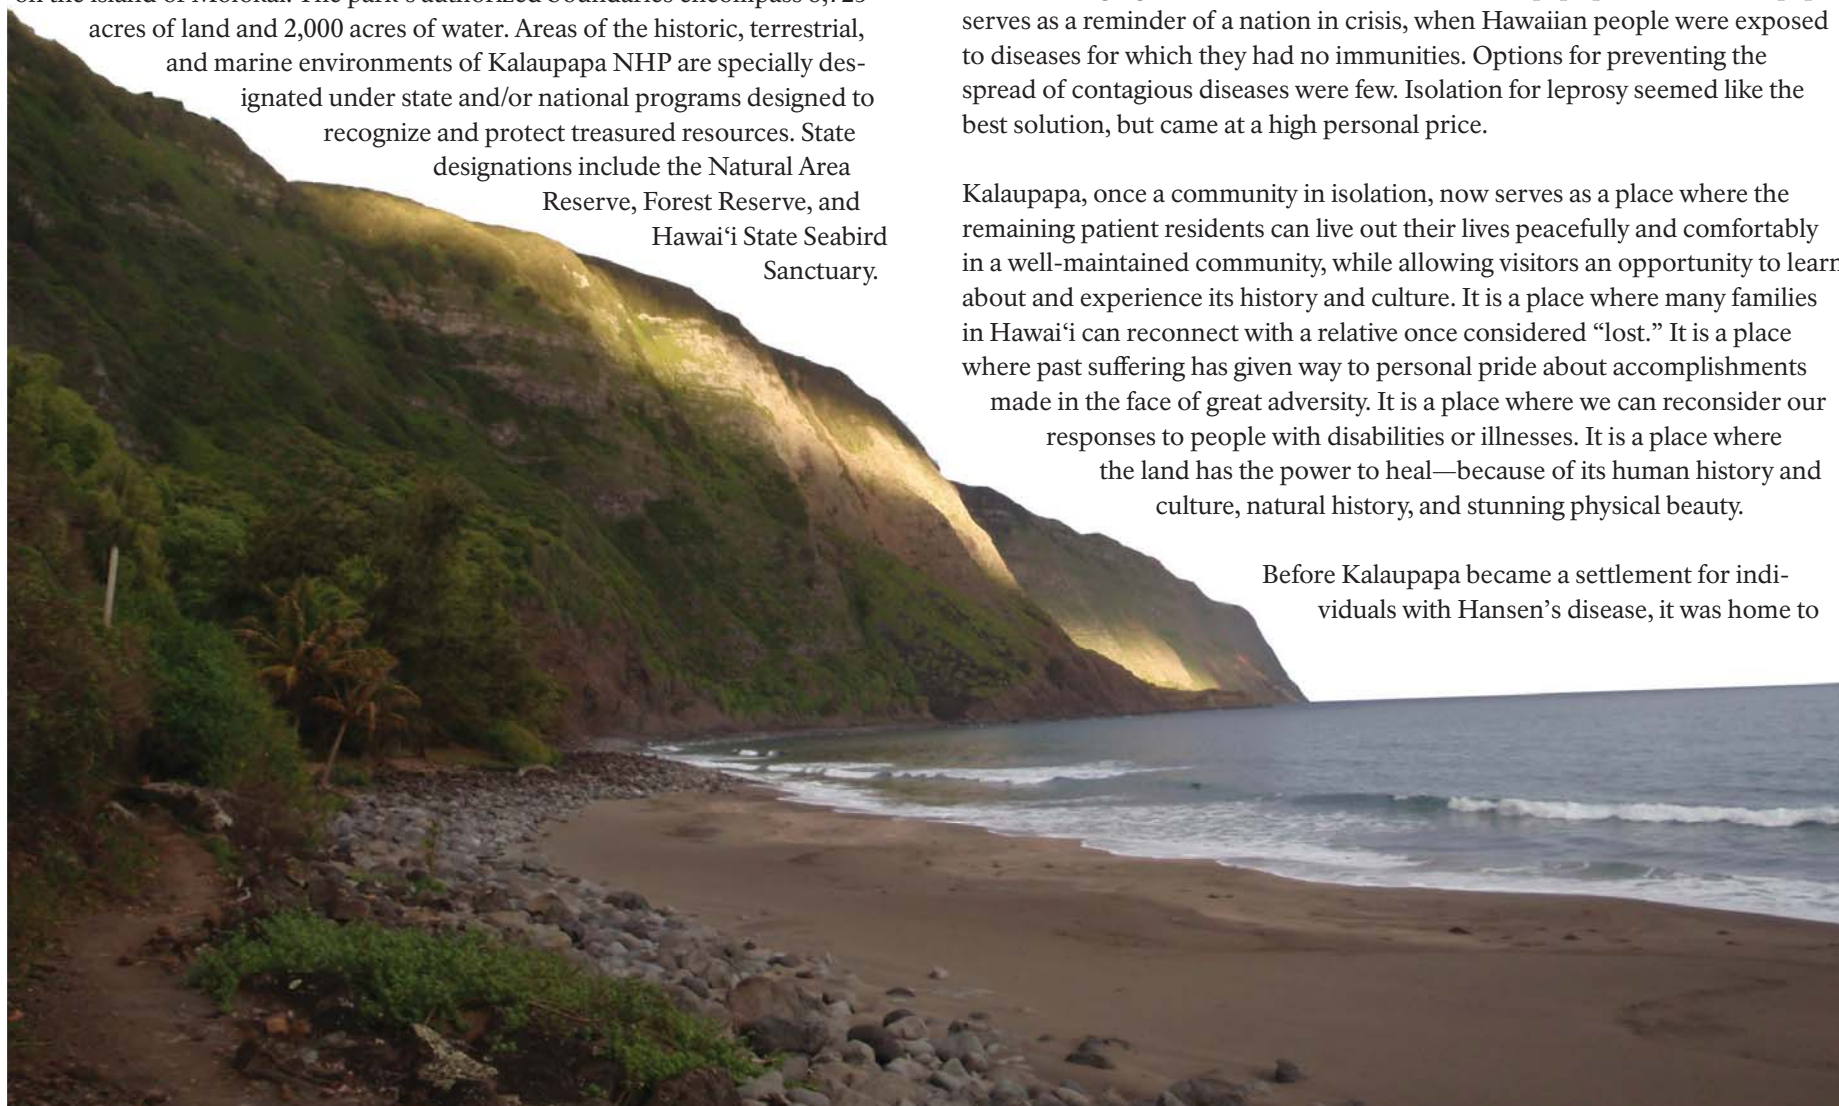 on the island of Molokai. The park's authorized boundaries encompass
acres of land and 2,000 acres of water. Areas of the historic, terrestrial,
and marine environments of Kalaupapa NHP are specially des-
ignated under state and/or national programs designed to
recognize and protect treasured resources. State
designations include the Natural Area
Reserve, Forest Reserve, and
Hawai‘i State Seabird
Sanctuary.
serves as a reminder of a nation in crisis, when Hawaiian people were exposed
to diseases for which they had no immunities. Options for preventing the
spread of contagious diseases were few. Isolation for leprosy seemed like the
best solution, but came at a high personal price.
Kalaupapa, once a community in isolation, now serves as a place where the
remaining patient residents can live out their lives peacefully and comfortably
in a well-maintained community, while allowing visitors an opportunity to learn
about and experience its history and culture. It is a place where many families
in Hawai‘i can reconnect with a relative once considered “lost.” It is a place
where past suffering has given way to personal pride about accomplishments
made in the face of great adversity. It is a place where we can reconsider our
responses to people with disabilities or illnesses. It is a place where
the land has the power to heal—because of its human history and
culture, natural history, and stunning physical beauty.
Before Kalaupapa became a settlement for indi-
viduals with Hansen’s disease, it was home to